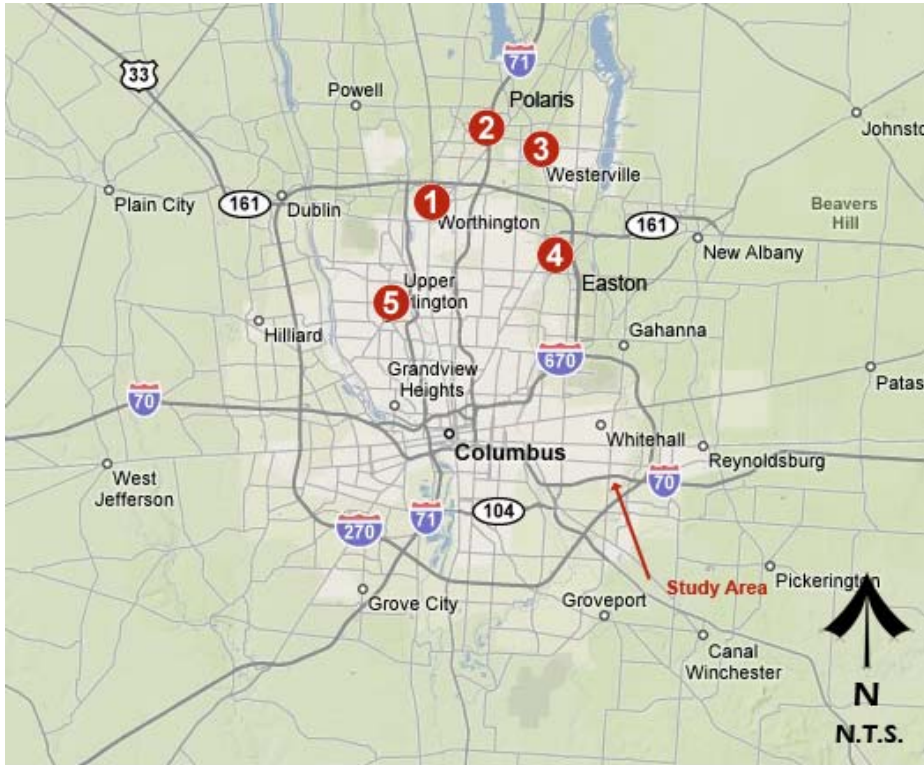 71
33
Powell
Polaris
2
Johnsto
3
Westerville
Plain City
161
Dublin
1
Worthington
161
Beavers
Hill
New Albany
4
Easton
Upper
5
lington
Hilliard
Gahanna
670
Grandview
Heights
Patas
70
Whitehall
Columbus
Reynoldsburg
West
Jefferson
70
71
104
270
Study Area
Pickerington
Grove City
Groveport
Canal
Winchester
N
N.T.S.